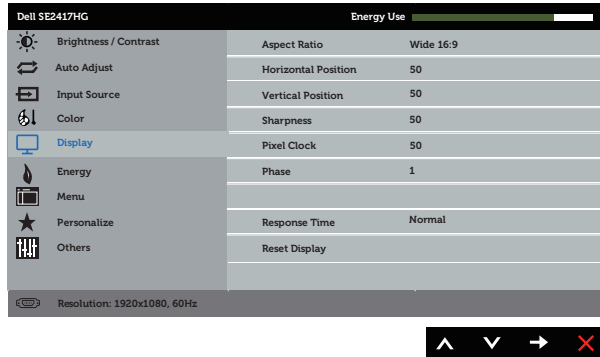 Dell SE2417HG Energy Use
Brightness / Contrast
Auto Adjust
Input Source
Color
Display
Energy
Menu
Personalize
Others
Aspect Ratio Wide 16:9
Horizontal Position 50
Vertical Position 50
Sharpness 50
Pixel Clock 50
Phase 1
Response Time Normal
Reset Display
Resolution: 1920x1080, 60Hz